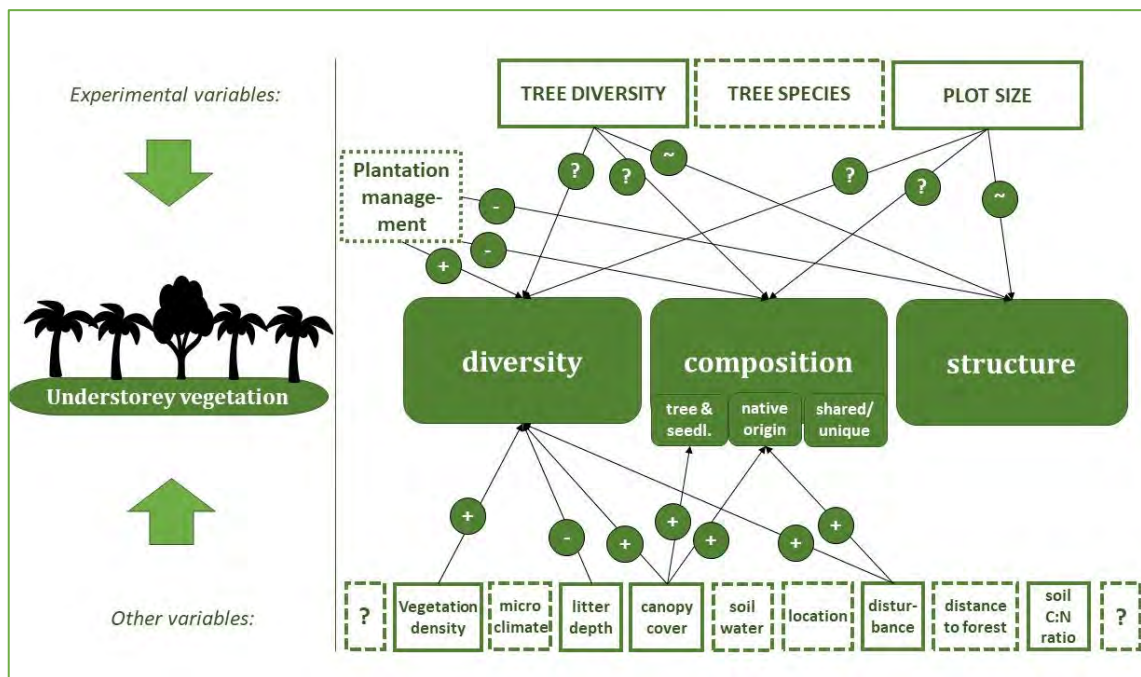 Experimental variables:
TREE DIVERSITY
TREE SPECIES
PLOT SIZE
Plantation
manage-
ment
?
?
~
?
?
~
-
-
+
diversity
composition
structure
tree &
seedl.
native
origin
shared/
unique
Understorey vegetation
+
-
+
+
+
+
+
Other variables:
?
Vegetation
density
micro
climate
litter
depth
canopy
cover
soil
water
location
distur-
bance
distance
to forest
soil
C:N
ratio
?